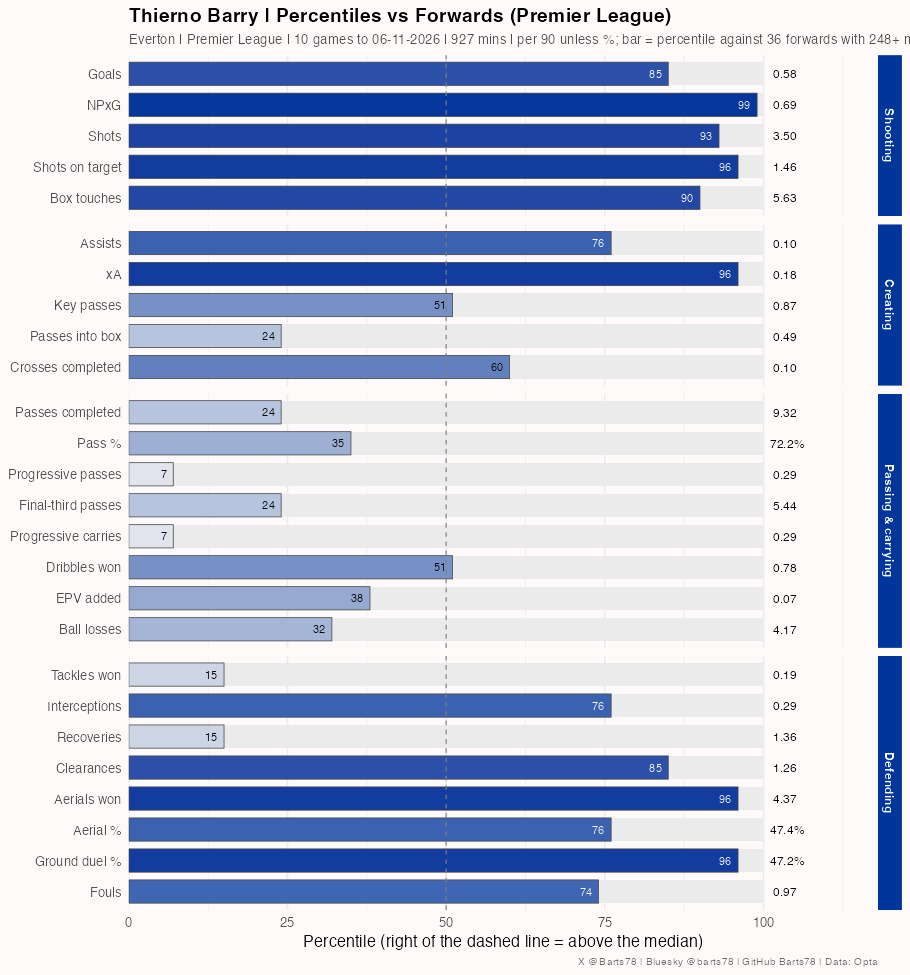 Thierno Barry | Percentiles vs Forwards (Premier League)
Everton | Premier League | 10 games to 06-11-2026 | 927 mins | per 90 unless %; bar = percentile against 36 forwards with 248+ m
Goals 85 0.58
NPxG 99 0.69
Shots 93 3.50
Shots on target 96 1.46
Box touches 90 5.63
Shooting
Assists 76 0.10
xA 96 0.18
Key passes 51 0.87
Passes into box 24 0.49
Crosses completed 60 0.10
Creating
Passes completed 24 9.32
Pass % 35 72.2%
Progressive passes 7 0.29
Final-third passes 24 5.44
Progressive carries 7 0.29
Dribbles won 51 0.78
EPV added 38 0.07
Ball losses 32 4.17
Passing & carrying
Tackles won 15 0.19
Interceptions 76 0.29
Recoveries 15 1.36
Clearances 85 1.26
Aerials won 96 4.37
Aerial % 76 47.4%
Ground duel % 96 47.2%
Fouls 74 0.97
Defending
0 25 50 75 100
Percentile (right of the dashed line = above the median)
X @Barts78 | Bluesky @barts78 | GitHub Barts78 | Data: Opta